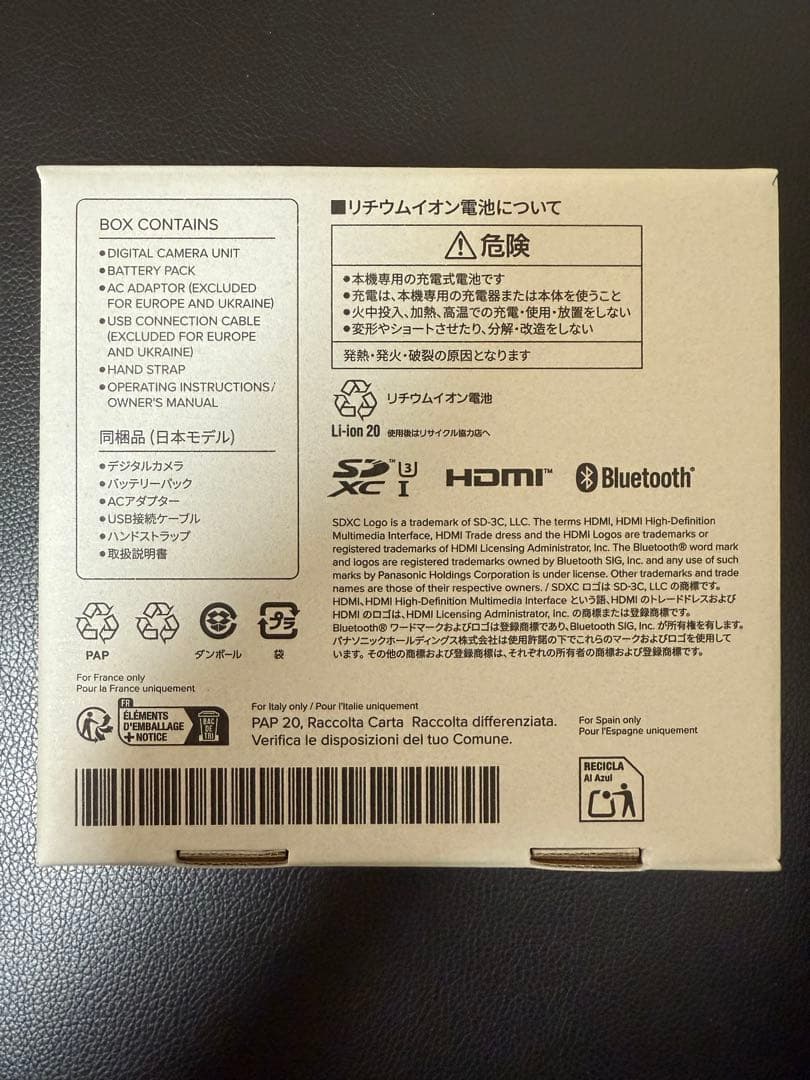 BOX CONTAINS
●DIGITAL CAMERA UNIT
●BATTERY PACK
●AC ADAPTOR (EXCLUDED
FOR EUROPE AND UKRAINE)
●USB CONNECTION CABLE
(EXCLUDED FOR EUROPE
AND UKRAINE)
●HAND STRAP
●OPERATING INSTRUCTIONS/
OWNER'S MANUAL
同梱品 (日本モデル)
●デジタルカメラ
●バッテリーパック
●ACアダプター
●USB接続ケーブル
●ハンドストラップ
●取扱説明書
■リチウムイオン電池について
⚠危険
●本機専用の充電式電池です
●充電は、本機専用の充電器または本体を使うこと
●火中投入、加熱、高温での充電・使用・放置をしない
●変形やショートさせたり、分解・改造をしない
発熱・発火・破裂の原因となります
リチウムイオン電池
Li-ion 20 使用後はリサイクル協力店へ
SD XC ™ U3 I HDMI™ Bluetooth®
SDXC Logo is a trademark of SD-3C, LLC. The terms HDMI, HDMI High-Definition
Multimedia Interface, HDMI Trade dress and the HDMI Logos are trademarks or
registered trademarks of HDMI Licensing Administrator, Inc. The Bluetooth® word mark
and logos are registered trademarks owned by Bluetooth SIG, Inc. and any use of such
marks by Panasonic Holdings Corporation is under license. Other trademarks and trade
names are those of their respective owners. / SDXC ロゴは SD-3C, LLC の商標です。
HDMI、HDMI High-Definition Multimedia Interface という語、HDMI のトレードドレスおよび
HDMI のロゴは、HDMI Licensing Administrator, Inc. の商標または登録商標です。
Bluetooth® ワードマークおよびロゴは登録商標であり、Bluetooth SIG, Inc. が所有権を有します。
パナソニックホールディングス株式会社は使用許諾の下でこれらのマークおよびロゴを使用して
います。その他の商標および登録商標は、それぞれの所有者の商標および登録商標です。
PAP
ダンボール
プラ
袋
For France only
Pour la France uniquement
FR
ÉLÉMENTS
D'EMBALLAGE
+ NOTICE
BAC
DE
TRI
For Italy only / Pour l'Italie uniquement
PAP 20, Raccolta Carta Raccolta differenziata.
Verifica le disposizioni del tuo Comune.
For Spain only
Pour l'Espagne uniquement
RECICLA
Al Azul